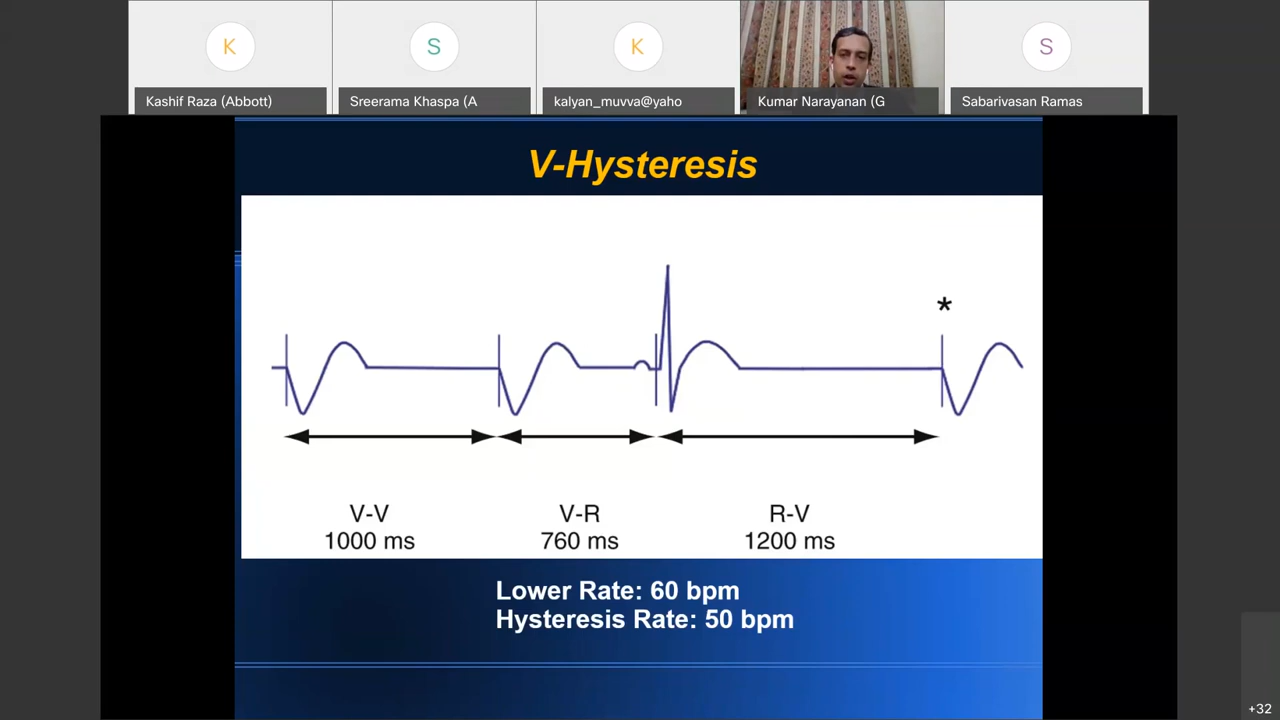 K
S
K
S
Kashif Raza (Abbott)
Sreerama Khaspa (A
kalyan_muvva@yaho
Kumar Narayanan (G
Sabarivasan Ramas
V-Hysteresis
*
V-V
V-R
R-V
1000 ms
760 ms
1200 ms
Lower Rate: 60 bpm
Hysteresis Rate: 50 bpm
+32